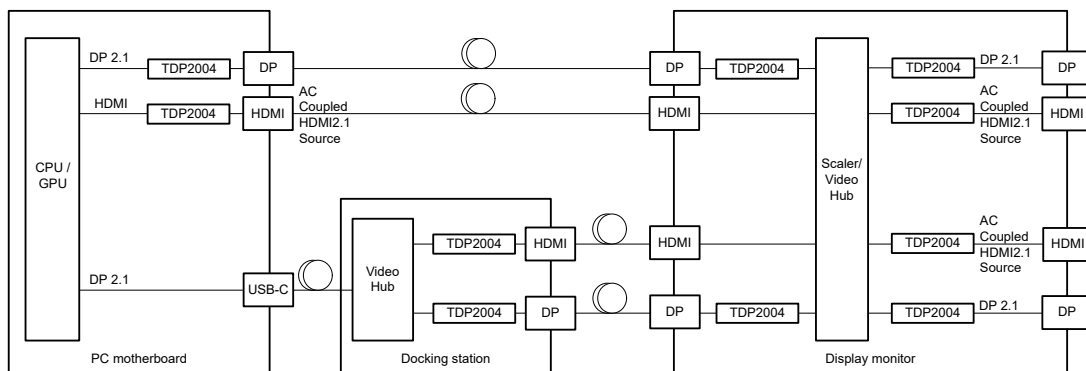 DP 2.1
TDP2004
DP
DP
TDP2004
TDP2004
DP 2.1
DP
HDMI
TDP2004
HDMI
AC
Coupled
HDMI2.1
Source
HDMI
TDP2004
AC
Coupled
HDMI2.1
Source
HDMI
CPU /
GPU
Scaler/
Video
Hub
TDP2004
HDMI
HDMI
TDP2004
AC
Coupled
HDMI2.1
Source
HDMI
DP 2.1
USB-C
Video
Hub
TDP2004
DP
DP
TDP2004
TDP2004
DP 2.1
DP
PC motherboard
Docking station
Display monitor